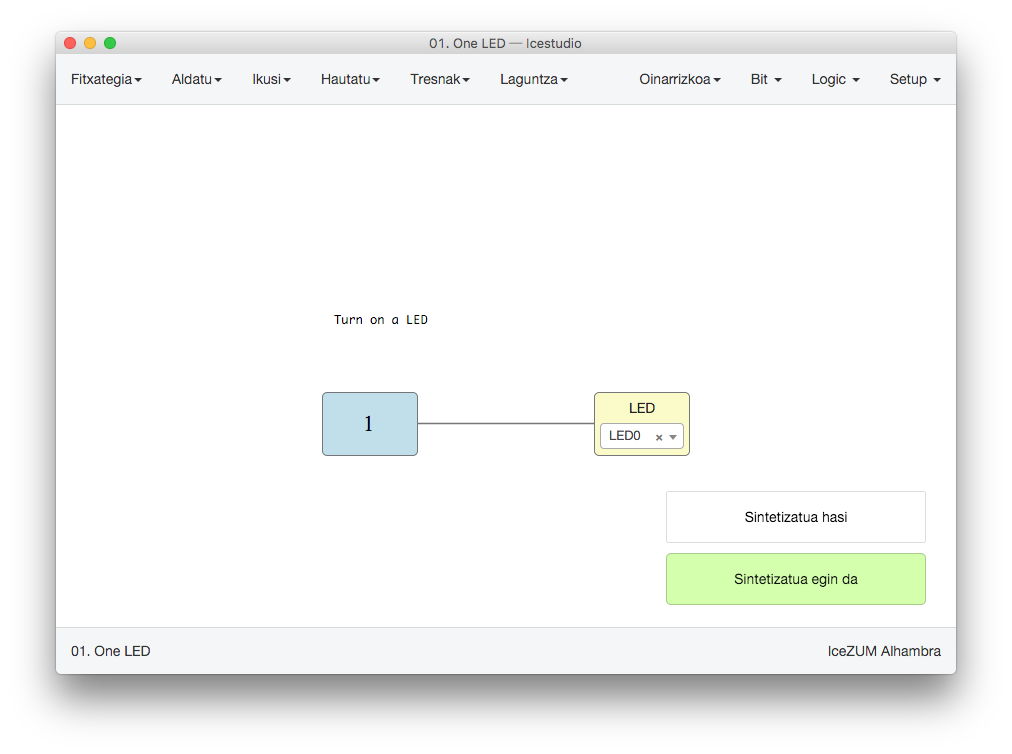 01. One LED — Icestudio
Fitxategia Aldatu Ikusi Hautatu Tresnak Laguntza Oinarrizkoa Bit Logic Setup
Turn on a LED
1
LED
LED0
Sintetizatua hasi
Sintetizatua egin da
01. One LED IceZUM Alhambra